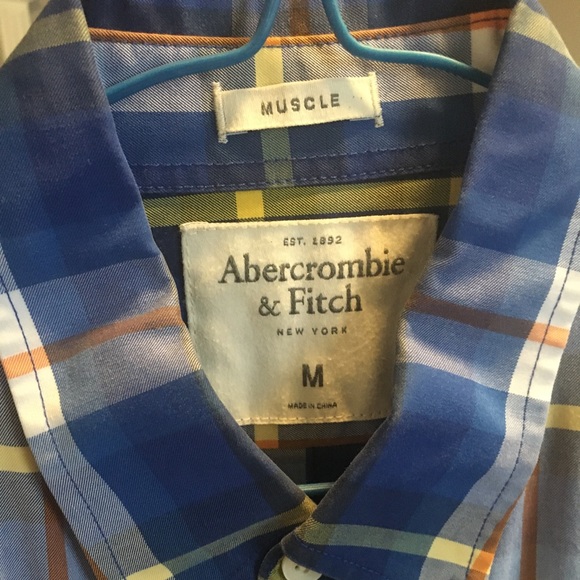 MUSCLE
EST. 1892
Abercrombie
& Fitch
NEW YORK
M
MADE IN CHINA